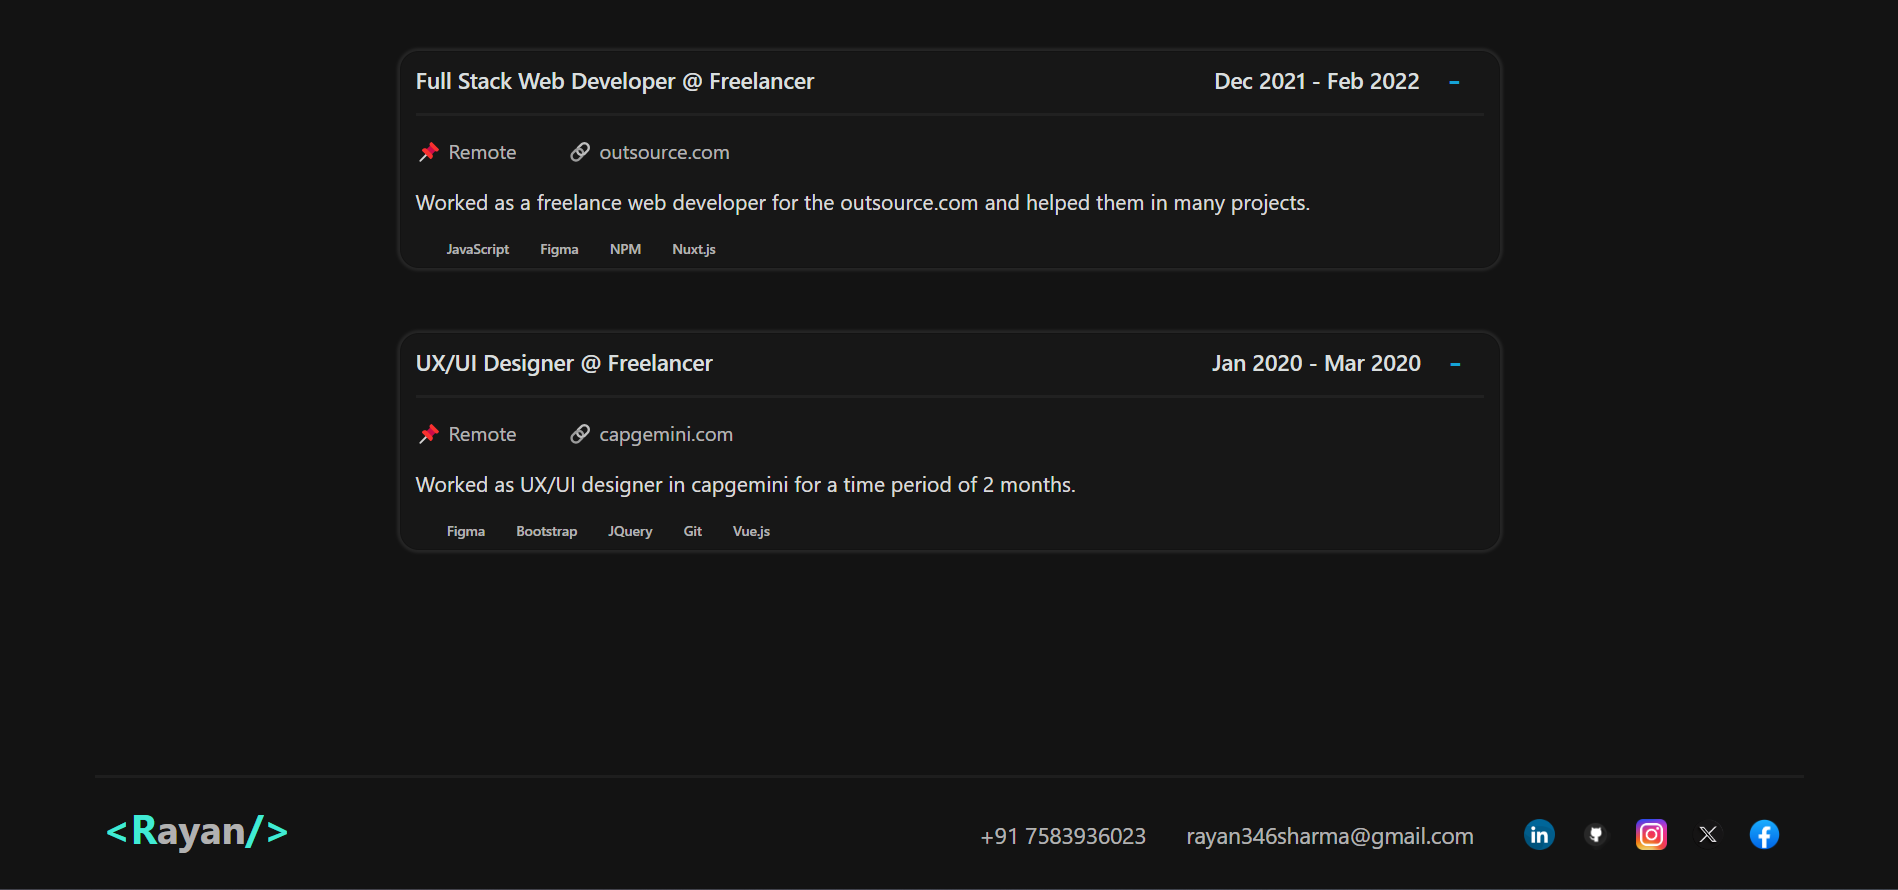 Full Stack Web Developer @ Freelancer Dec 2021 - Feb 2022 -
Remote outsource.com
Worked as a freelance web developer for the outsource.com and helped them in many projects.
JavaScript Figma NPM Nuxt.js
UX/UI Designer @ Freelancer Jan 2020 - Mar 2020 -
Remote capgemini.com
Worked as UX/UI designer in capgemini for a time period of 2 months.
Figma Bootstrap JQuery Git Vue.js
<Rayan/> +91 7583936023 rayan346sharma@gmail.com in X f